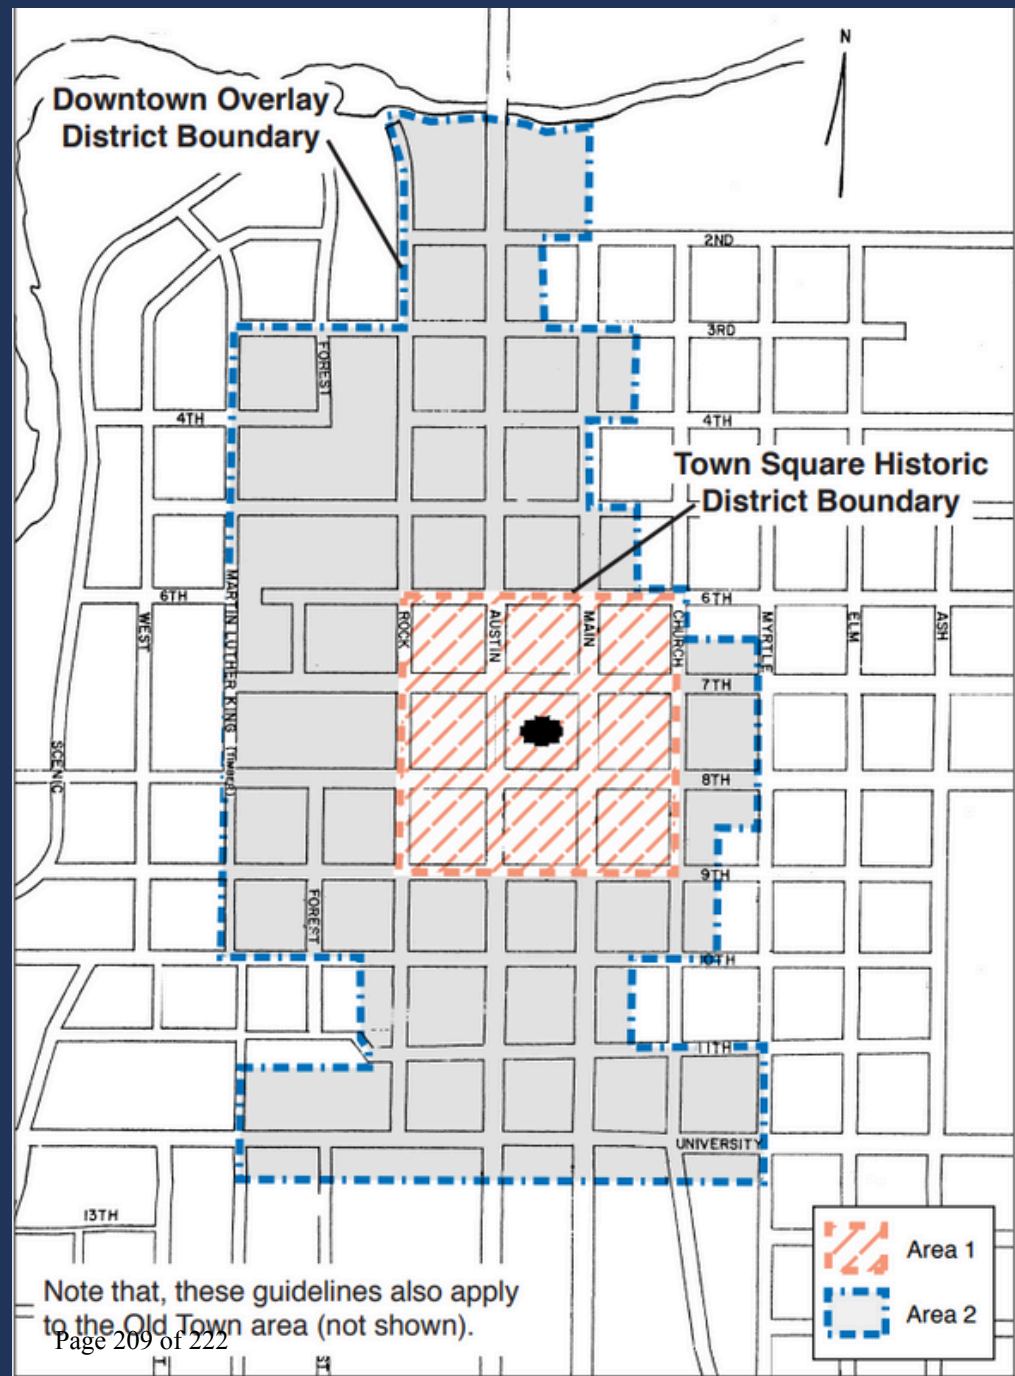 N
Downtown Overlay
District Boundary
2ND
3RD
FOREST
4TH
4TH
Town Square Historic
District Boundary
6TH
6TH
WEST
MARTIN LUTHER KING
ROCK
AUSTIN
MAIN
CHURCH
MYRTLE
ELM
ASH
7TH
SCENIC
8TH
9TH
FOREST
10TH
11TH
UNIVERSITY
13TH
Area 1
Area 2
Note that, these guidelines also apply
to the Old Town area (not shown).
Page 209 of 222